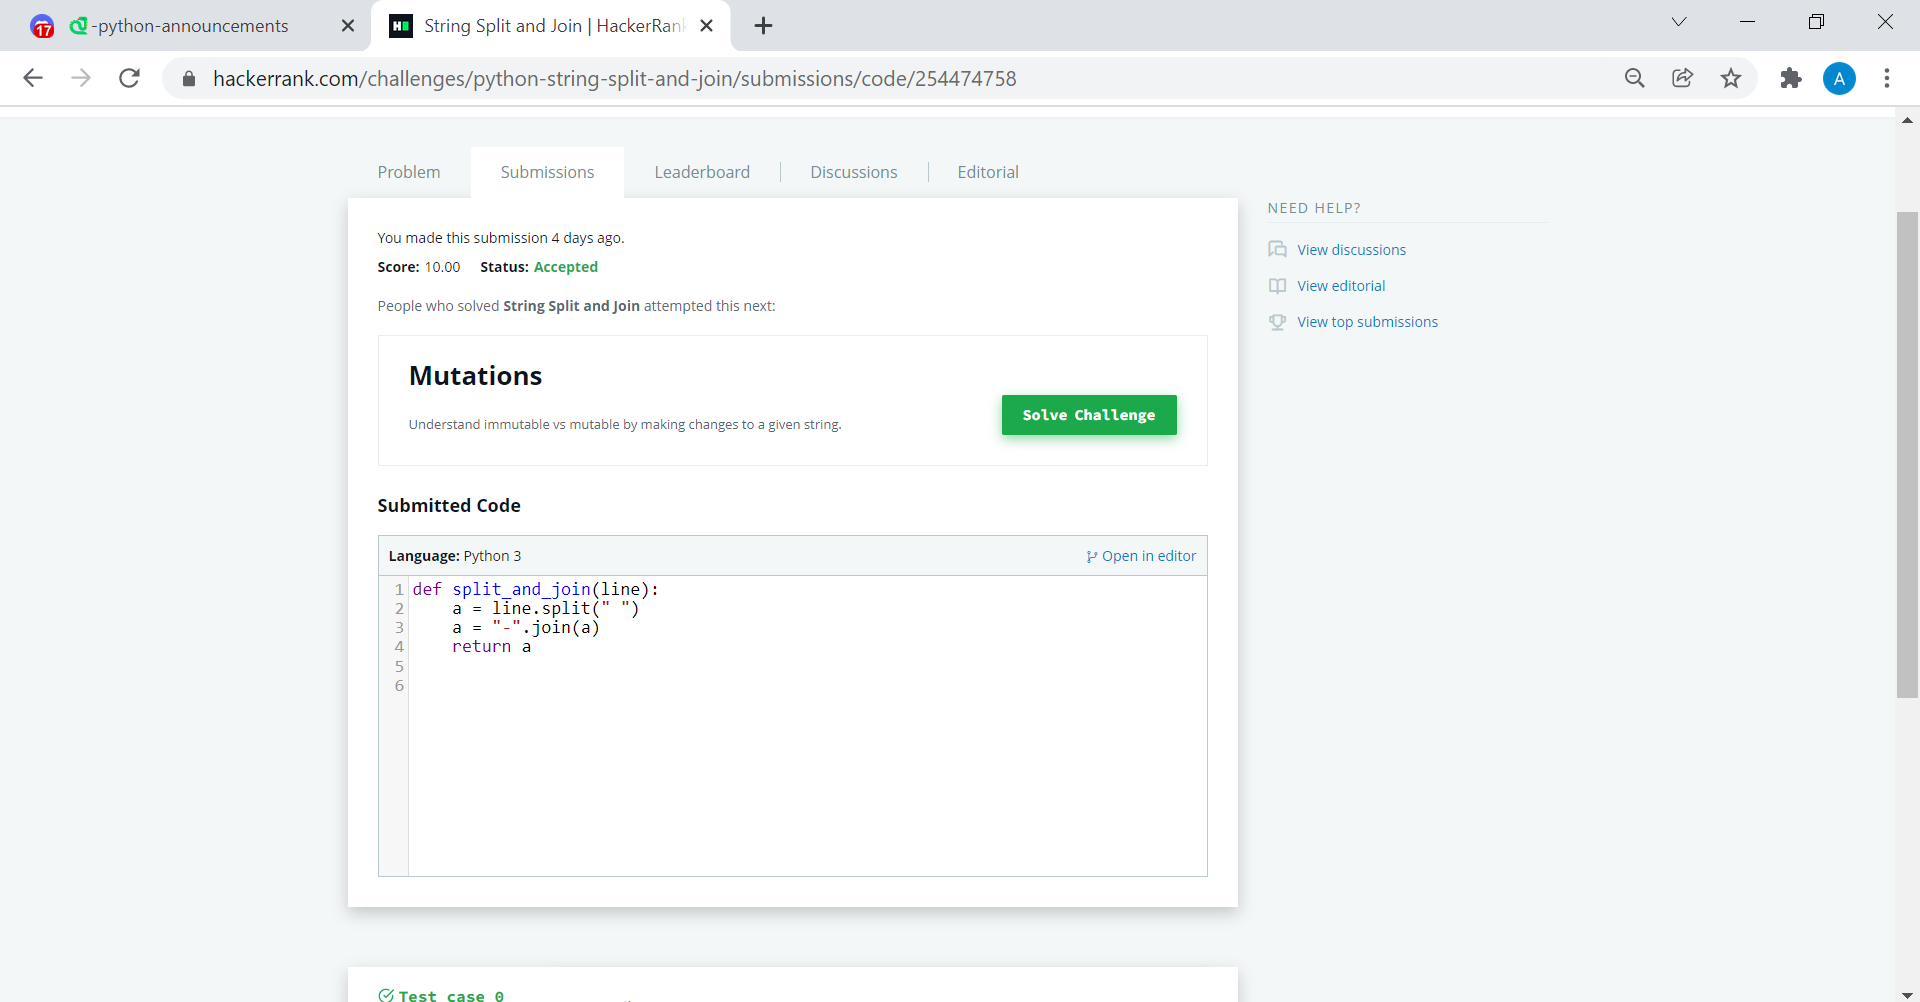 17 -python-announcements
String Split and Join | HackerRank
hackerrank.com/challenges/python-string-split-and-join/submissions/code/254474758
A
Problem
Submissions
Leaderboard
Discussions
Editorial
You made this submission 4 days ago.
Score: 10.00 Status: Accepted
People who solved String Split and Join attempted this next:
Mutations
Understand immutable vs mutable by making changes to a given string.
Solve Challenge
Submitted Code
Language: Python 3
Open in editor
1 def split_and_join(line):
2     a = line.split(" ")
3     a = "-".join(a)
4     return a
5
6
Test case 0
NEED HELP?
View discussions
View editorial
View top submissions